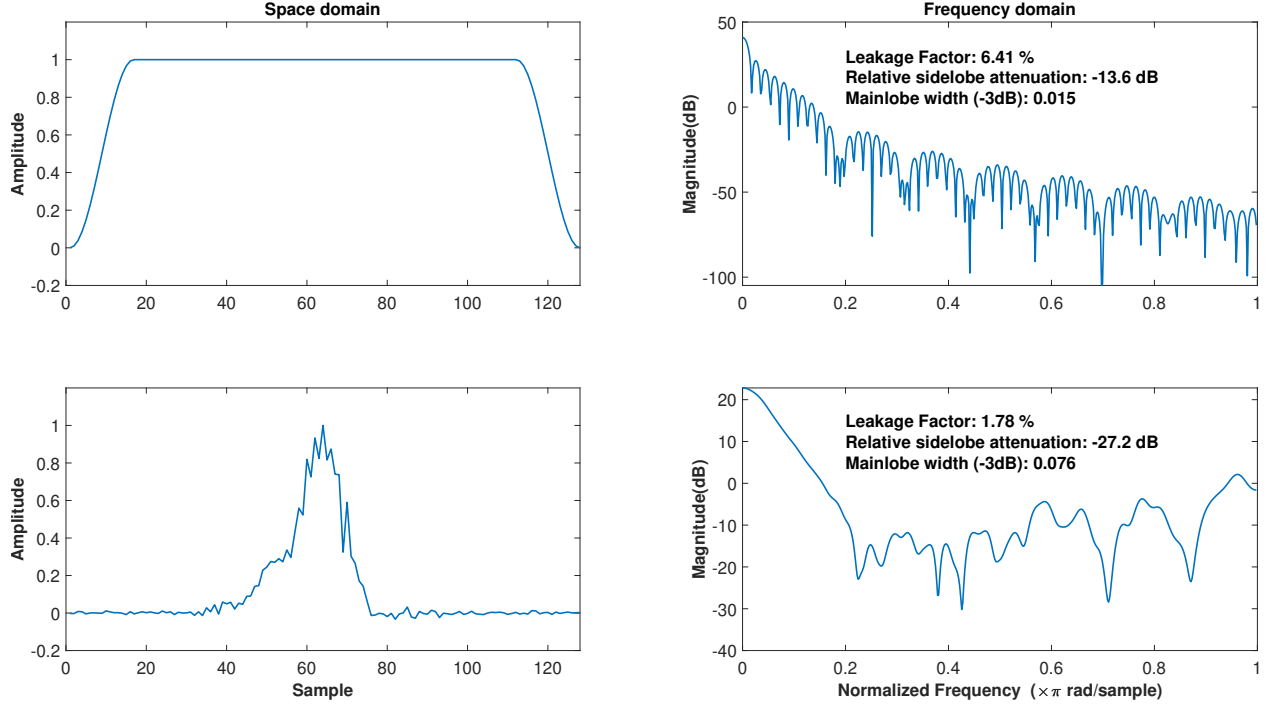 Space domain
Amplitude
1
0.8
0.6
0.4
0.2
0
-0.2
0 20 40 60 80 100 120
Frequency domain
Magnitude(dB)
50
0
-50
-100
Leakage Factor: 6.41 %
Relative sidelobe attenuation: -13.6 dB
Mainlobe width (-3dB): 0.015
0 0.2 0.4 0.6 0.8 1
Amplitude
1
0.8
0.6
0.4
0.2
0
-0.2
0 20 40 60 80 100 120
Sample
Magnitude(dB)
20
10
0
-10
-20
-30
-40
Leakage Factor: 1.78 %
Relative sidelobe attenuation: -27.2 dB
Mainlobe width (-3dB): 0.076
0 0.2 0.4 0.6 0.8 1
Normalized Frequency (×π rad/sample)